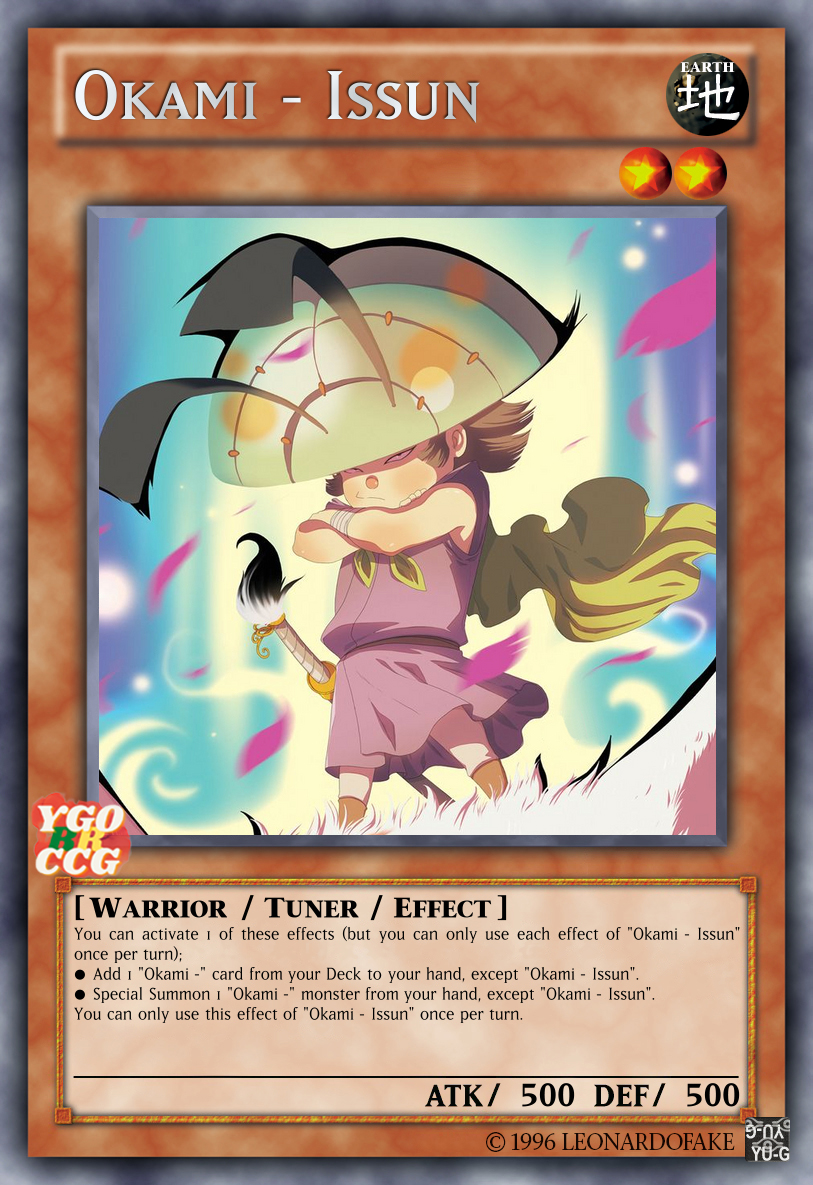 Okami - Issun
EARTH
地
YGO
BR
CCG
[ Warrior / Tuner / Effect ]
You can activate 1 of these effects (but you can only use each effect of "Okami - Issun"
once per turn);
● Add 1 "Okami -" card from your Deck to your hand, except "Okami - Issun".
● Special Summon 1 "Okami -" monster from your hand, except "Okami - Issun".
You can only use this effect of "Okami - Issun" once per turn.
ATK/ 500 DEF/ 500
© 1996 LEONARDOFAKE
YU-G
YU-G